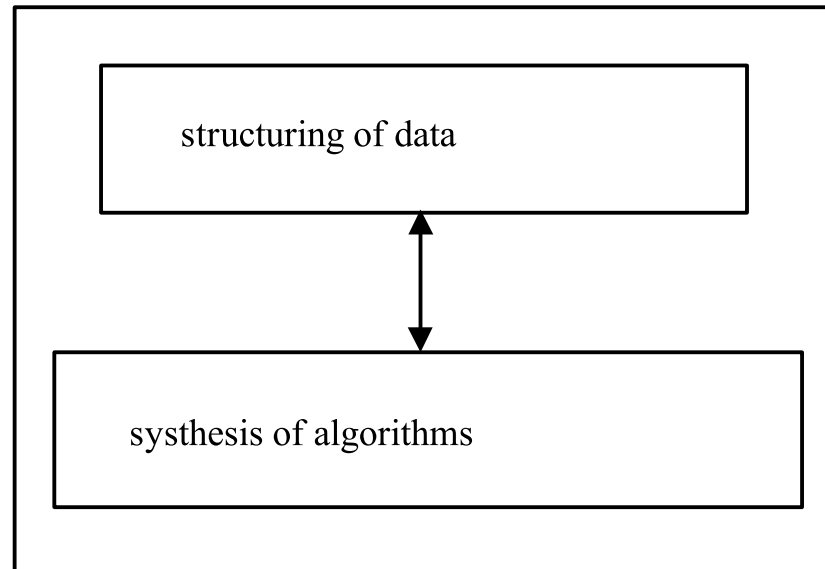 structuring of data
systhesis of algorithms